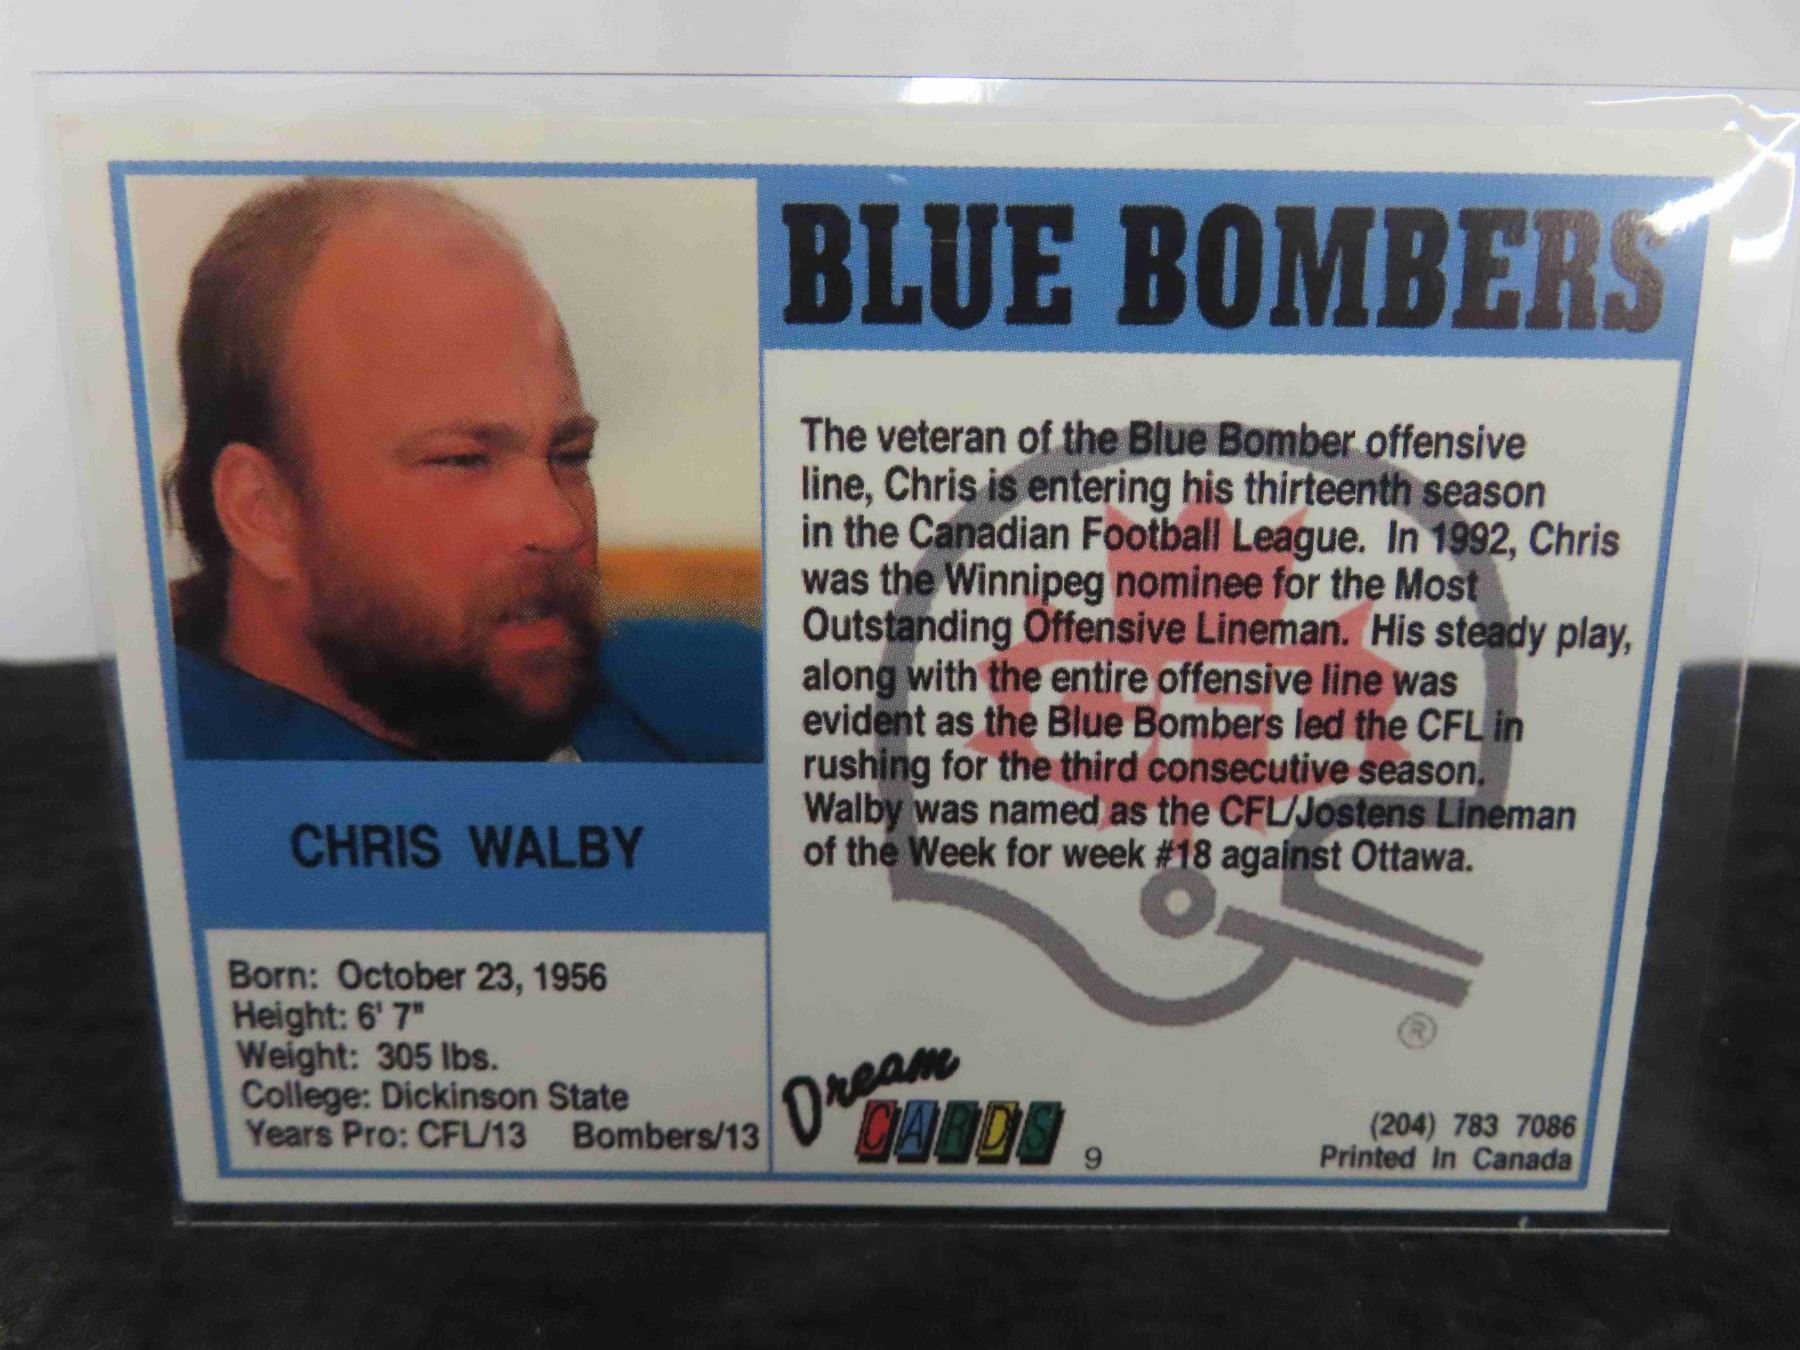 BLUE BOMBERS
The veteran of the Blue Bomber offensive
line, Chris is entering his thirteenth season
in the Canadian Football League. In 1992, Chris
was the Winnipeg nominee for the Most
Outstanding Offensive Lineman. His steady play,
along with the entire offensive line was
evident as the Blue Bombers led the CFL in
rushing for the third consecutive season.
Walby was named as the CFL/Jostens Lineman
of the Week for week #18 against Ottawa.
CFL
®
CHRIS WALBY
Born: October 23, 1956
Height: 6' 7"
Weight: 305 lbs.
College: Dickinson State
Years Pro: CFL/13 Bombers/13
Dream
CARDS
9
(204) 783 7086
Printed In Canada